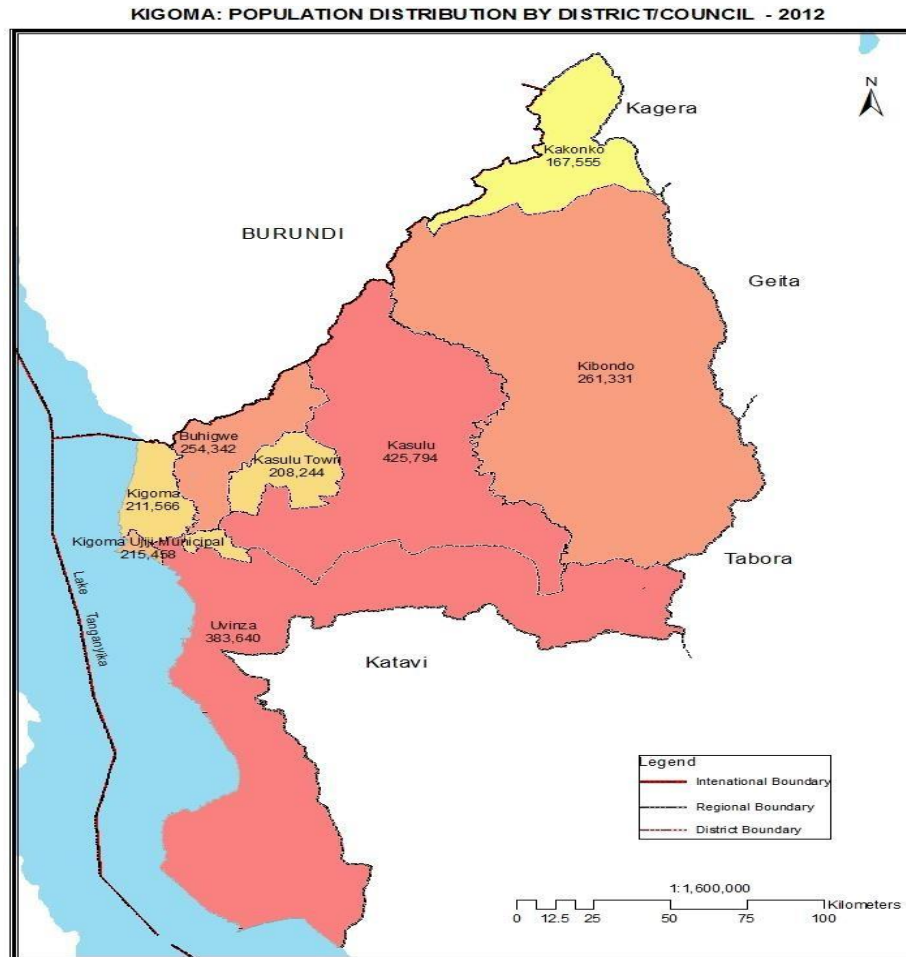 KIGOMA: POPULATION DISTRIBUTION BY DISTRICT/COUNCIL - 2012
N
Kagera
Kakonko
167,555
BURUNDI
Geita
Kibondo
261,331
Buhigwe
254,342
Kasulu
425,794
Kasulu Town
208,244
Kigoma
211,566
Kigoma Ujiji Municipal
215,458
Tabora
Lake
Tanganyika
Uvinza
383,640
Katavi
Legend
Intenational Boundary
Regional Boundary
District Boundary
1:1,600,000
Kilometers
0 12.5 25 50 75 100